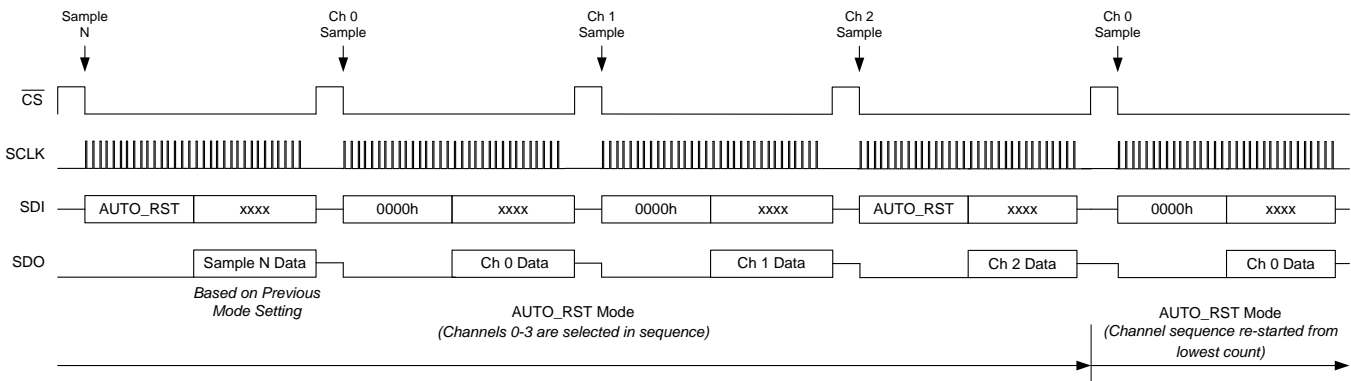 Sample
N
Ch 0
Sample
Ch 1
Sample
Ch 2
Sample
Ch 0
Sample
CS
SCLK
SDI
AUTO_RST
xxxx
0000h
xxxx
0000h
xxxx
AUTO_RST
xxxx
0000h
xxxx
SDO
Sample N Data
Ch 0 Data
Ch 1 Data
Ch 2 Data
Ch 0 Data
Based on Previous
Mode Setting
AUTO_RST Mode
(Channels 0-3 are selected in sequence)
AUTO_RST Mode
(Channel sequence re-started from
lowest count)